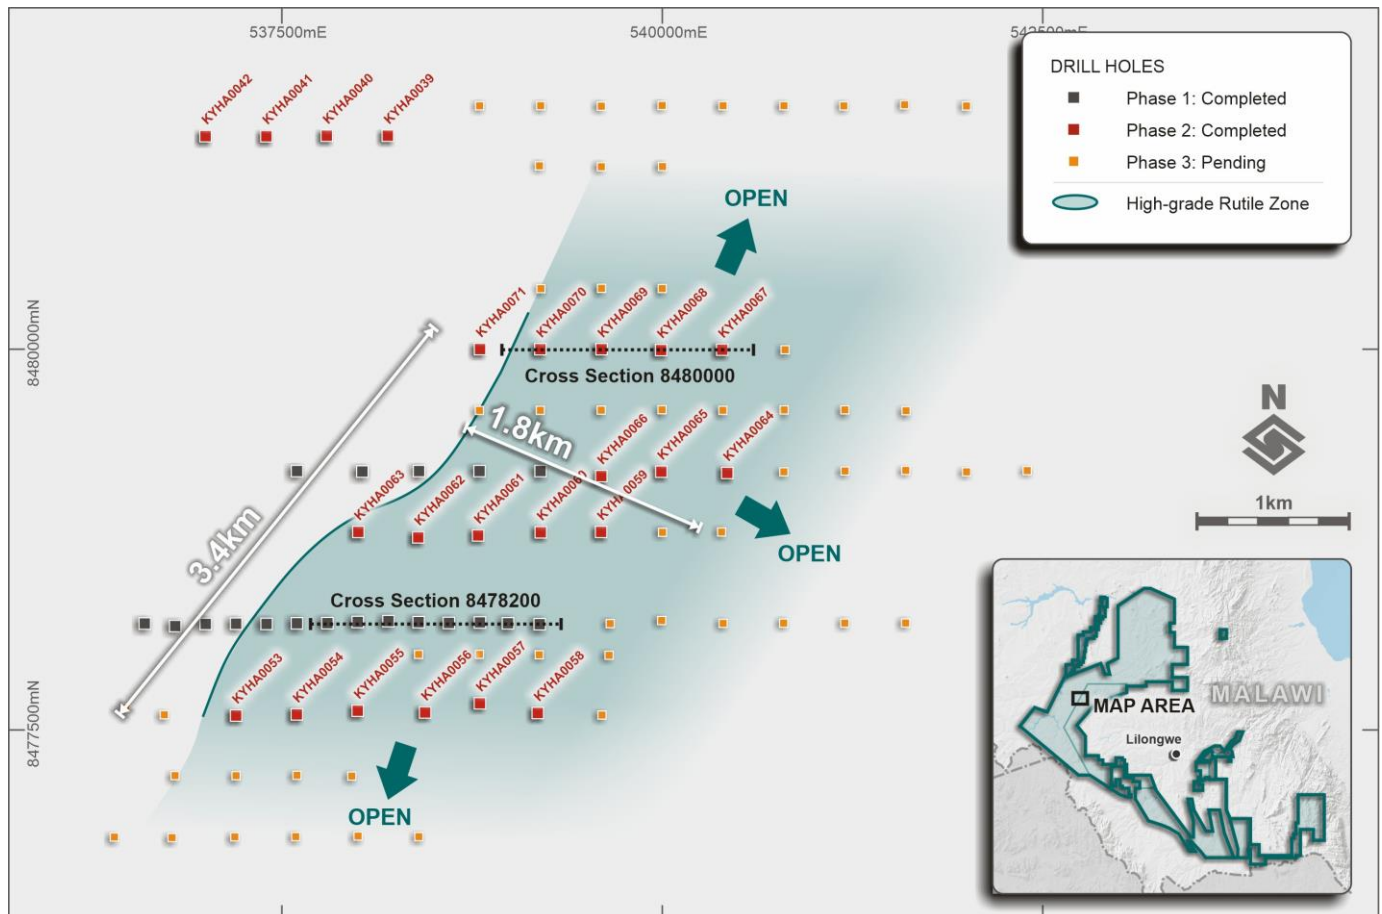 537500mE
540000mE
542500mE
DRILL HOLES
Phase 1: Completed
Phase 2: Completed
Phase 3: Pending
High-grade Rutile Zone
KYHA0042
KYHA0041
KYHA0040
KYHA0039
OPEN
8480000mN
KYHA0071
KYHA0070
KYHA0069
KYHA0068
KYHA0067
Cross Section 8480000
N
1km
1.8km
KYHA0066
KYHA0065
KYHA0064
KYHA0063
KYHA0062
KYHA0061
KYHA0060
KYHA0059
OPEN
3.4km
Cross Section 8478200
KYHA0053
KYHA0054
KYHA0055
KYHA0056
KYHA0057
KYHA0058
8477500mN
OPEN
MALAWI
MAP AREA
Lilongwe